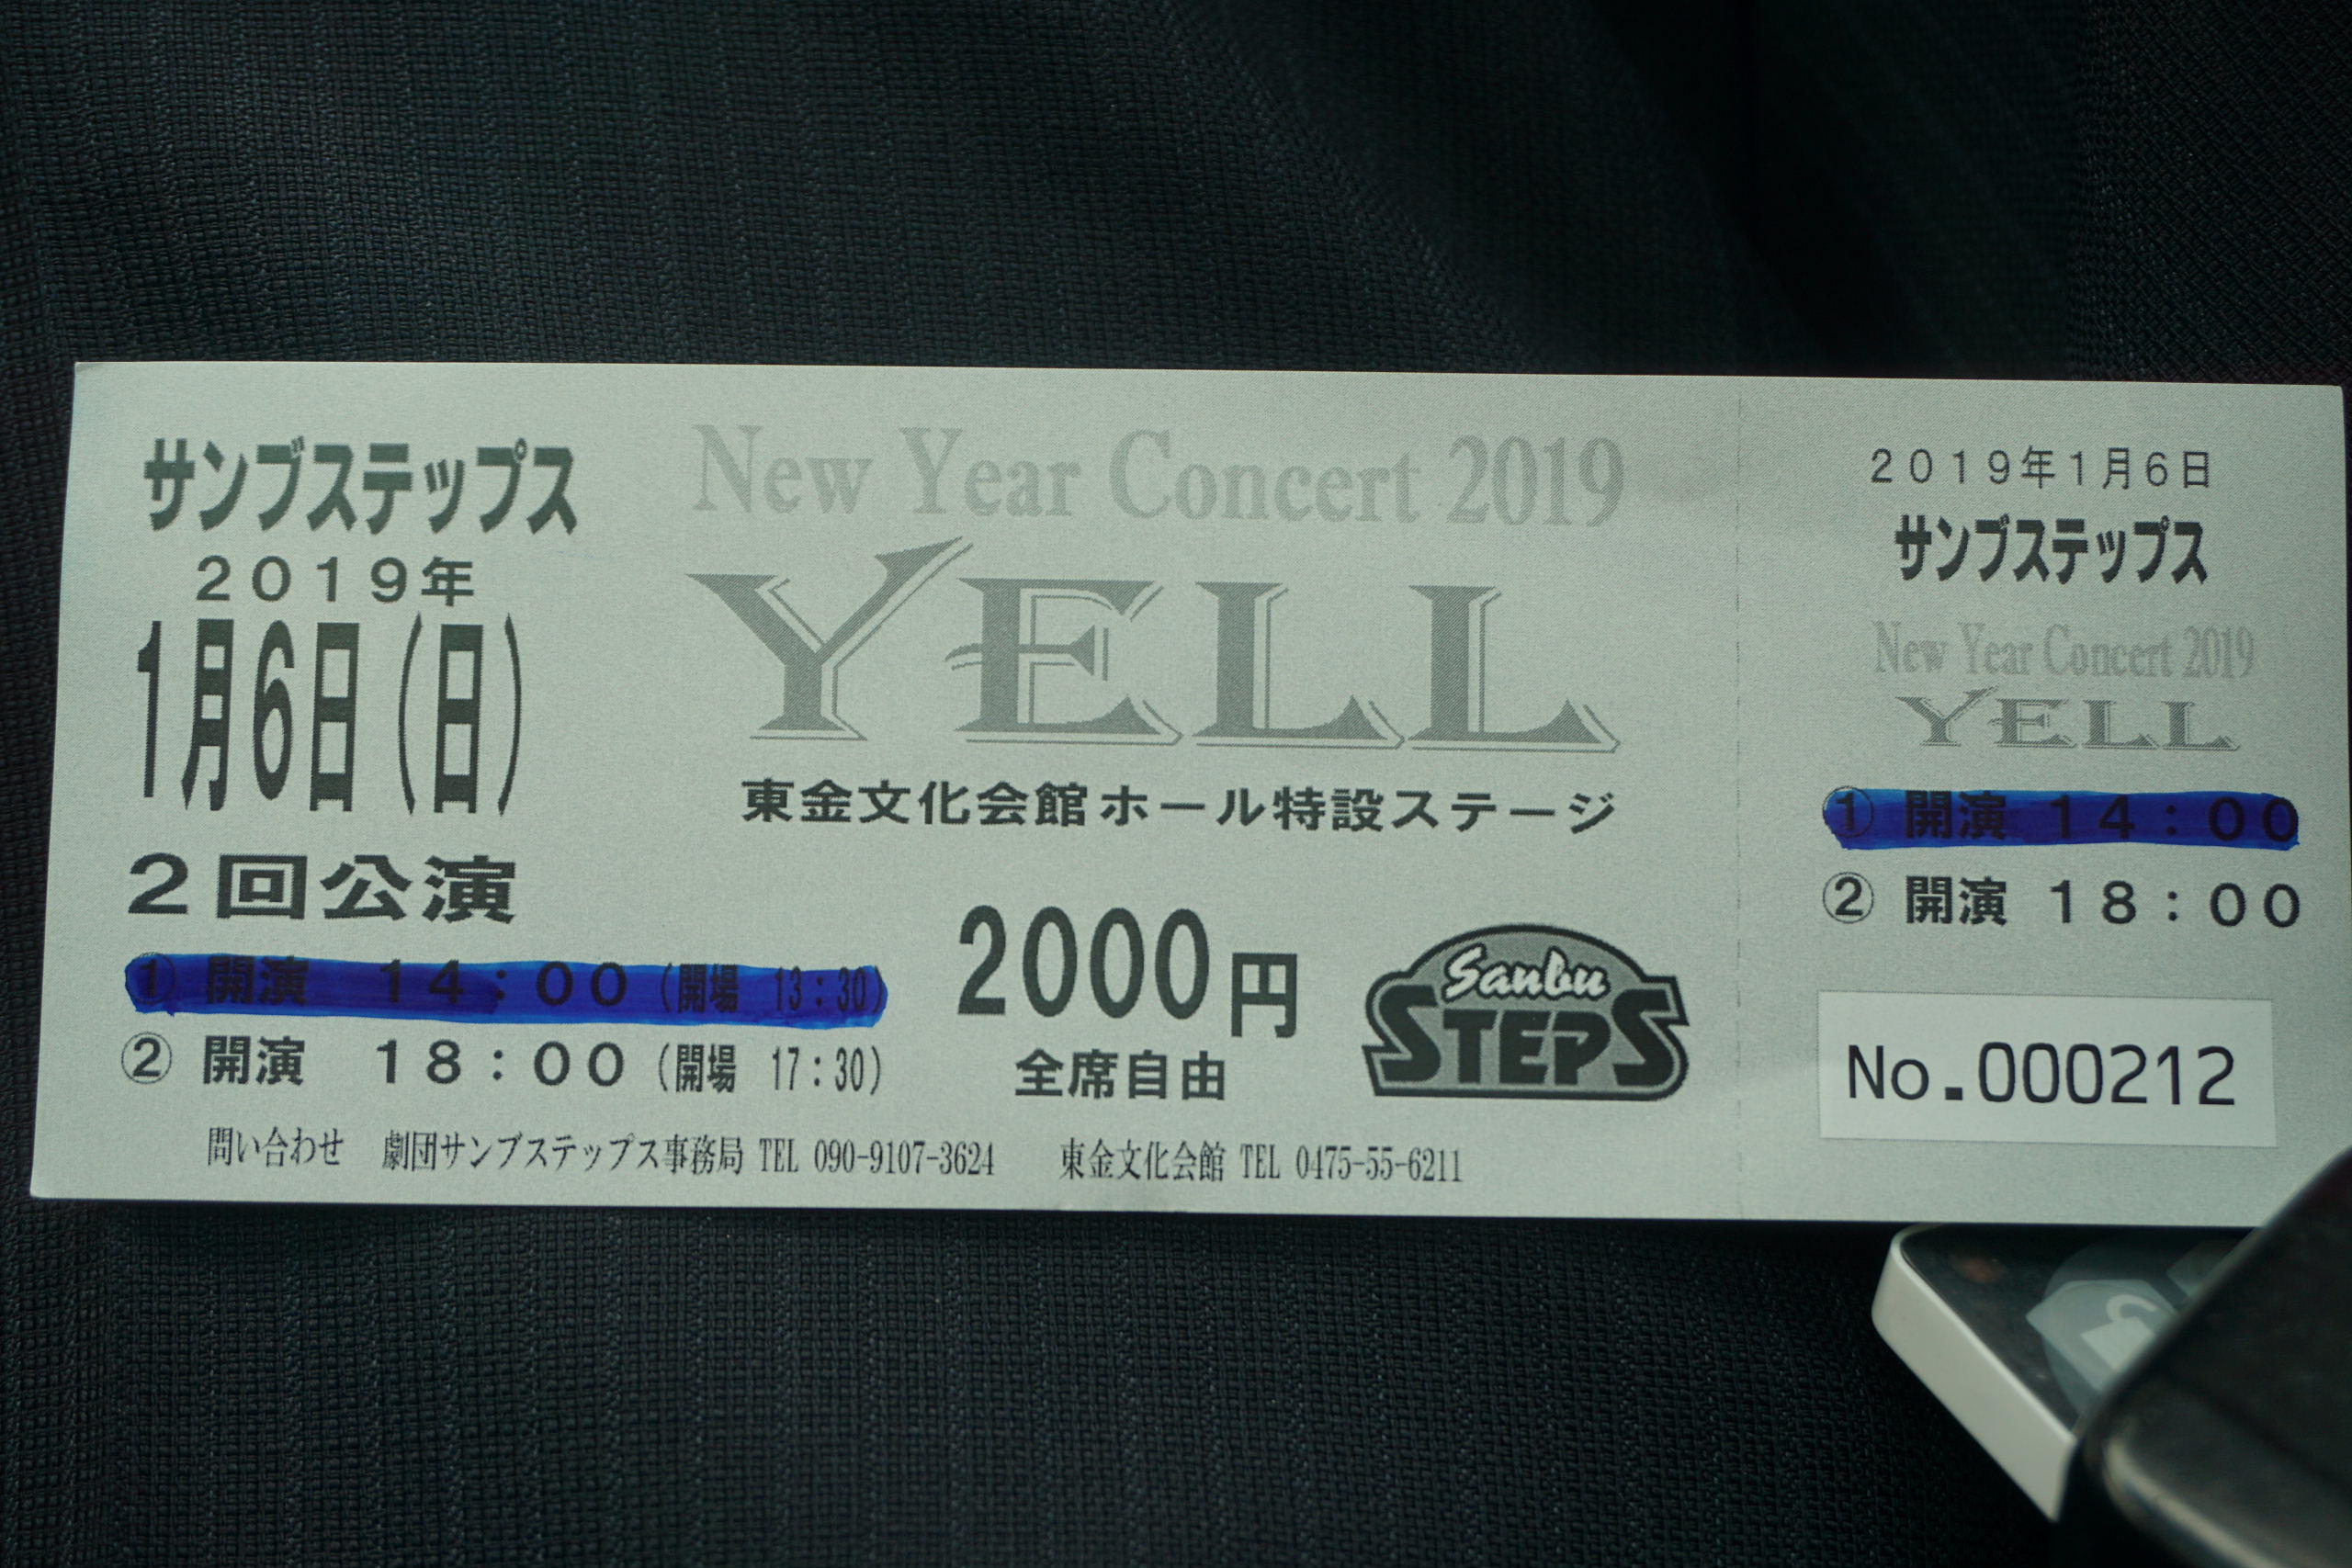 サンブステップス
２０１９年
1月6日(日)
２回公演
① 開演 １４：００(開場 13:30)
② 開演 １８：００(開場 17:30)
New Year Concert 2019
YELL
東金文化会館ホール特設ステージ
2000円
全席自由
Sanbu
STEPS
問い合わせ 劇団サンブステップス事務局 TEL 090-9107-3624 東金文化会館 TEL 0475-55-6211
２０１９年１月６日
サンブステップス
New Year Concert 2019
YELL
① 開演 １４：００
② 開演 １８：００
No.000212